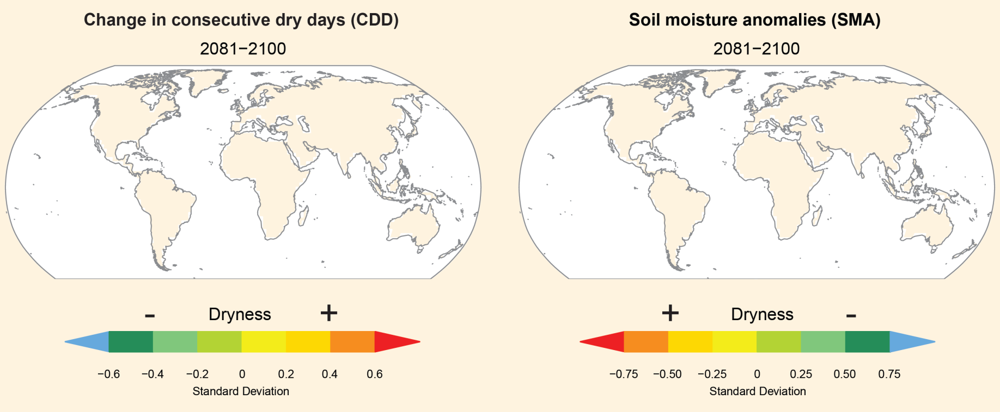 Change in consecutive dry days (CDD)
2081−2100
- Dryness +
−0.6 −0.4 −0.2 0 0.2 0.4 0.6
Standard Deviation
Soil moisture anomalies (SMA)
2081−2100
+ Dryness -
−0.75 −0.50 −0.25 0 0.25 0.50 0.75
Standard Deviation